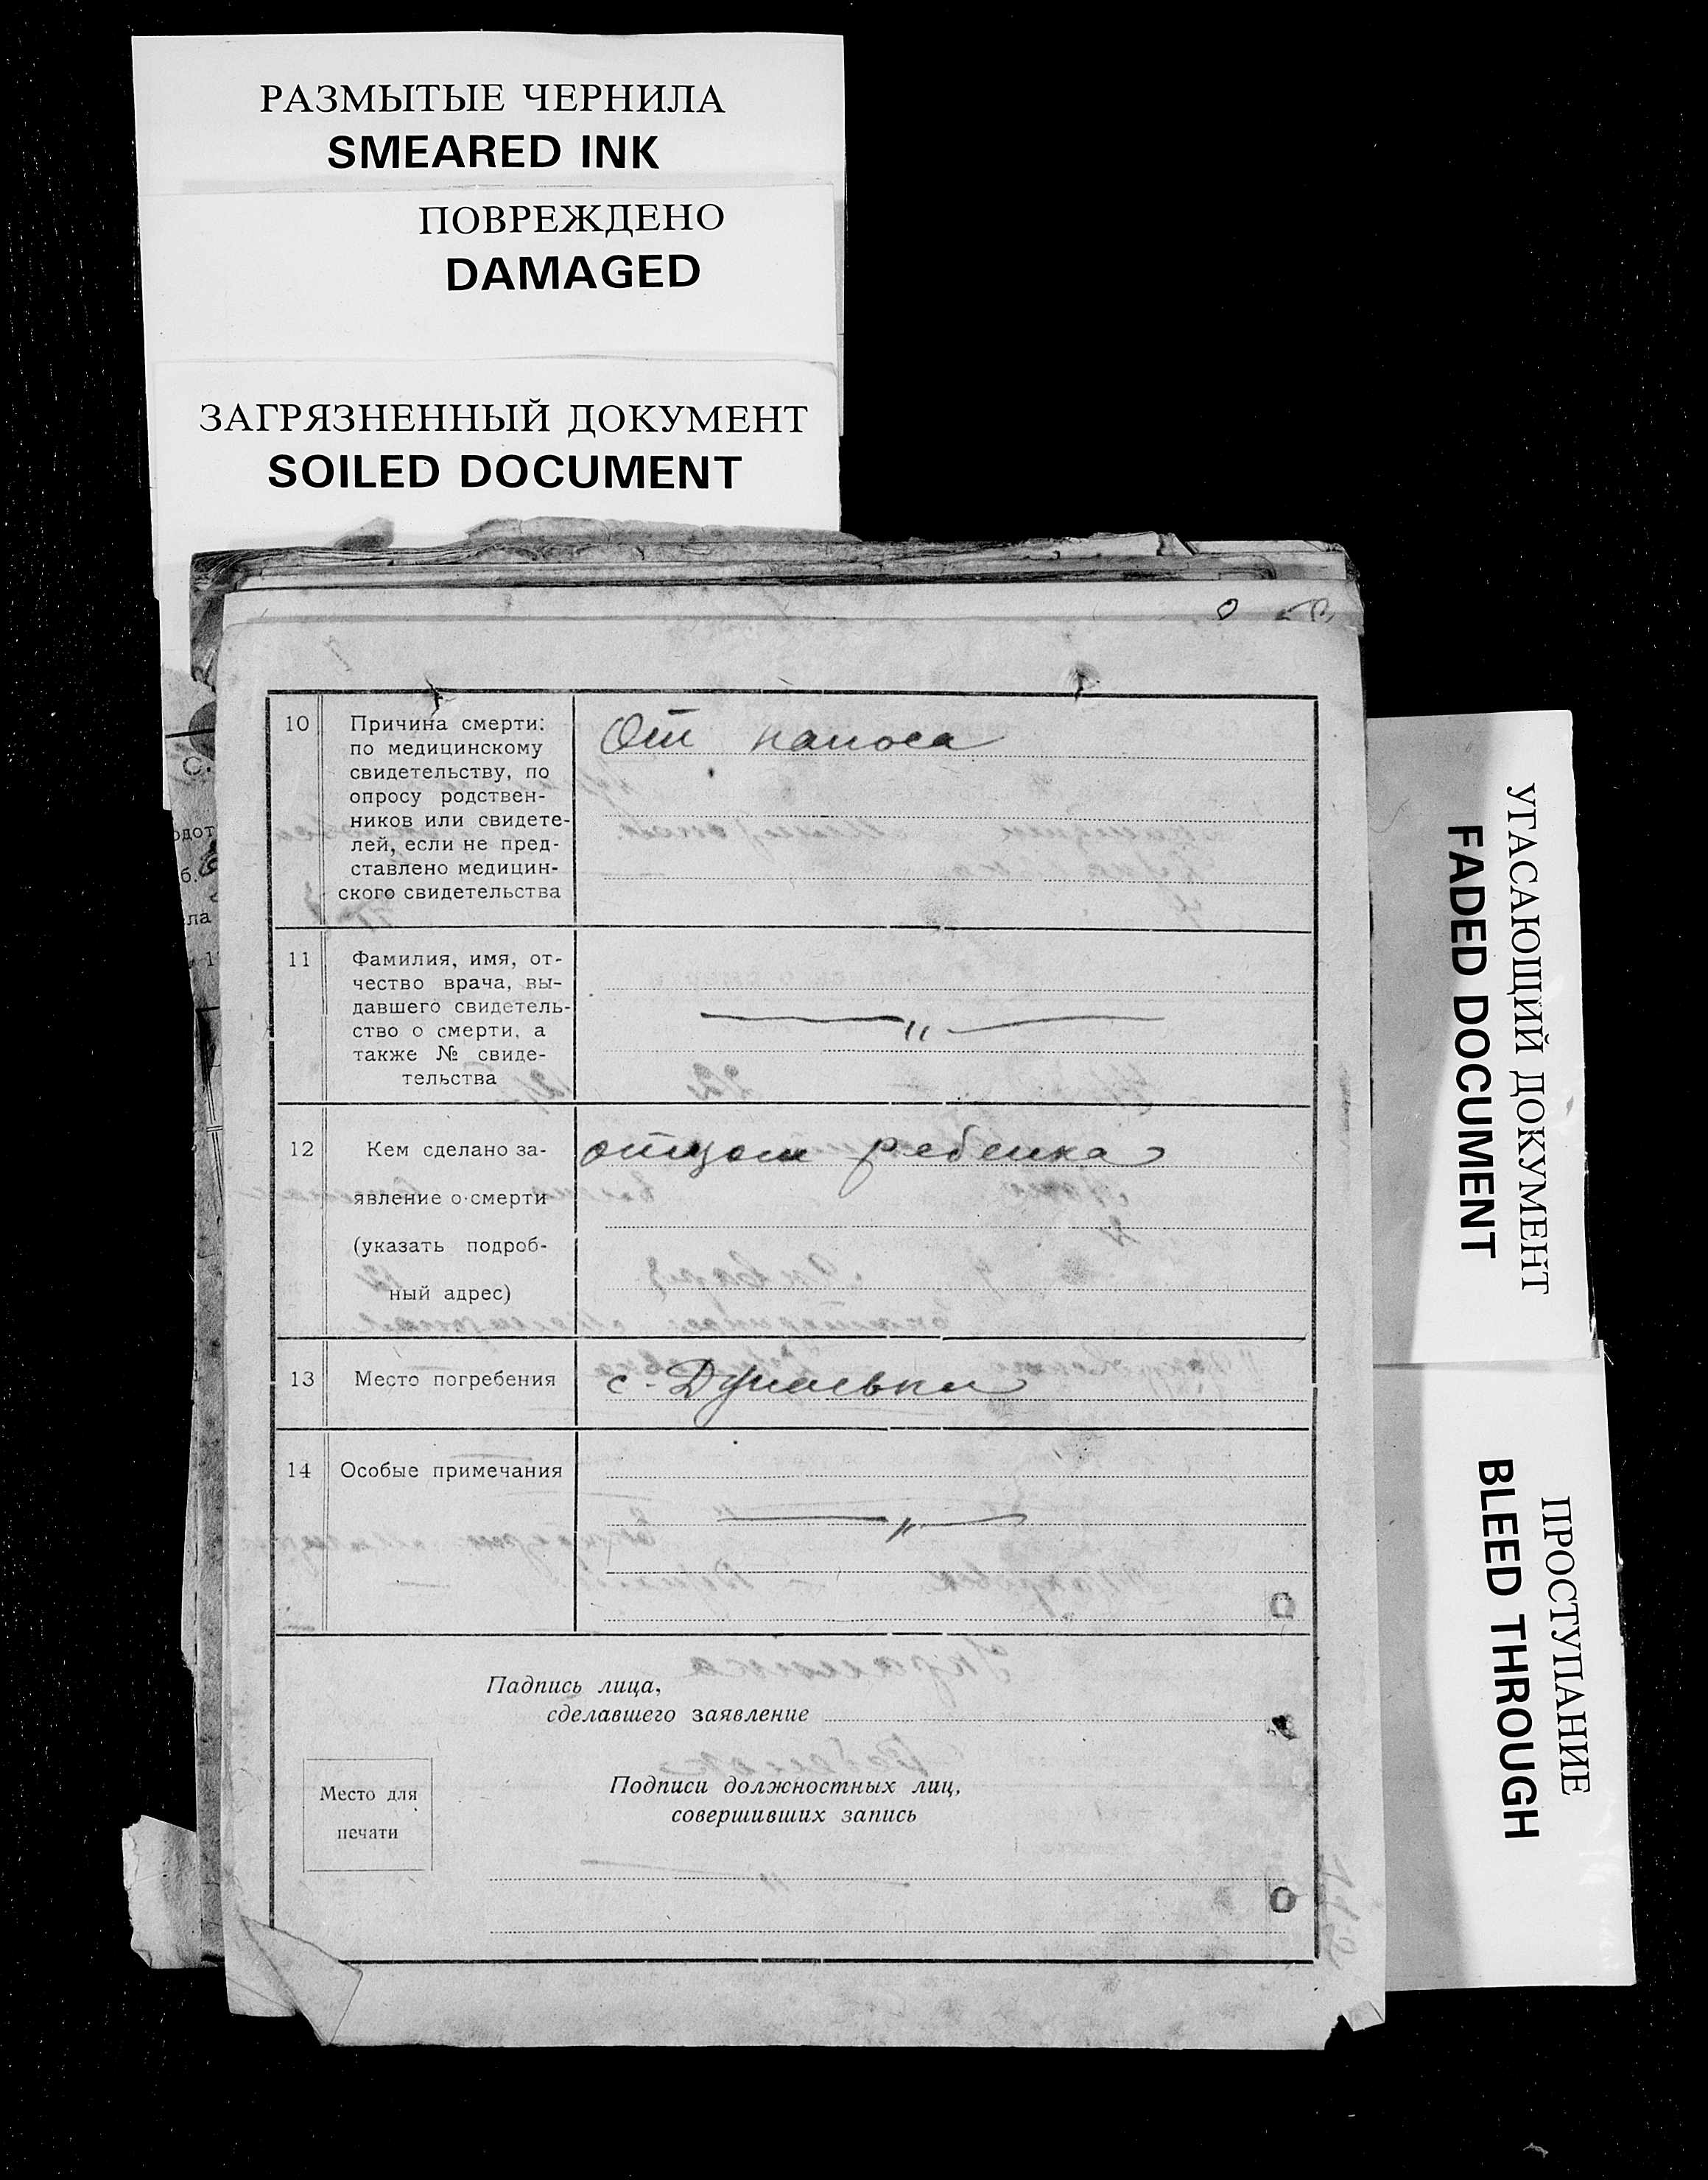 РАЗМЫТЫЕ ЧЕРНИЛА
SMEARED INK
ПОВРЕЖДЕНО
DAMAGED
ЗАГРЯЗНЕННЫЙ ДОКУМЕНТ
SOILED DOCUMENT
10 Причина смерти:
по медицинскому
свидетельству, по
опросу родствен-
ников или свидете-
лей, если не пред-
ставлено медицин-
ского свидетельства
От поноса
11 Фамилия, имя, от-
чество врача, вы-
давшего свидетель-
ство о смерти, а
также № свиде-
тельства
— " —
12 Кем сделано за-
явление о смерти
(указать подроб-
ный адрес)
отцом ребенка
13 Место погребения
с. Дунаевка
14 Особые примечания
— " —
Падпись лица,
сделавшего заявление
Место для
печати
Подписи должностных лиц,
совершивших запись
УГАСАЮЩИЙ ДОКУМЕНТ
FADED DOCUMENT
ПРОСТУПАНИЕ
BLEED THROUGH